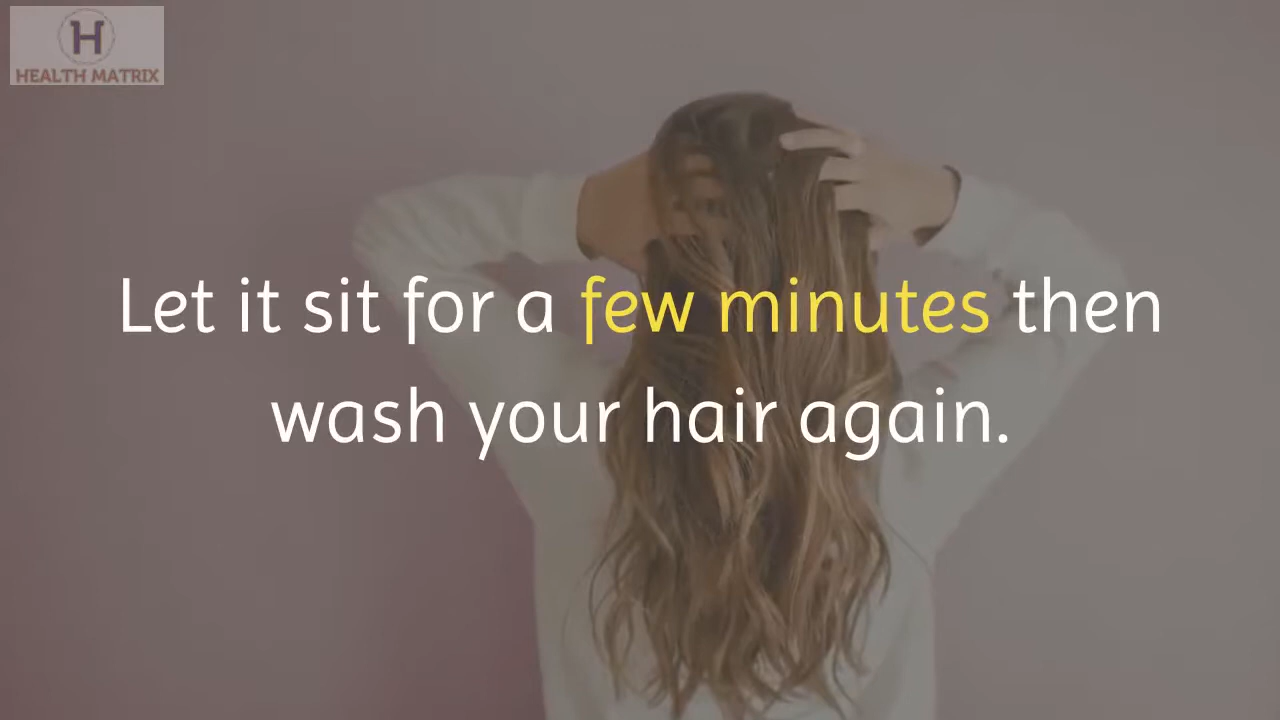 H
HEALTH MATRIX
Let it sit for a few minutes then
wash your hair again.